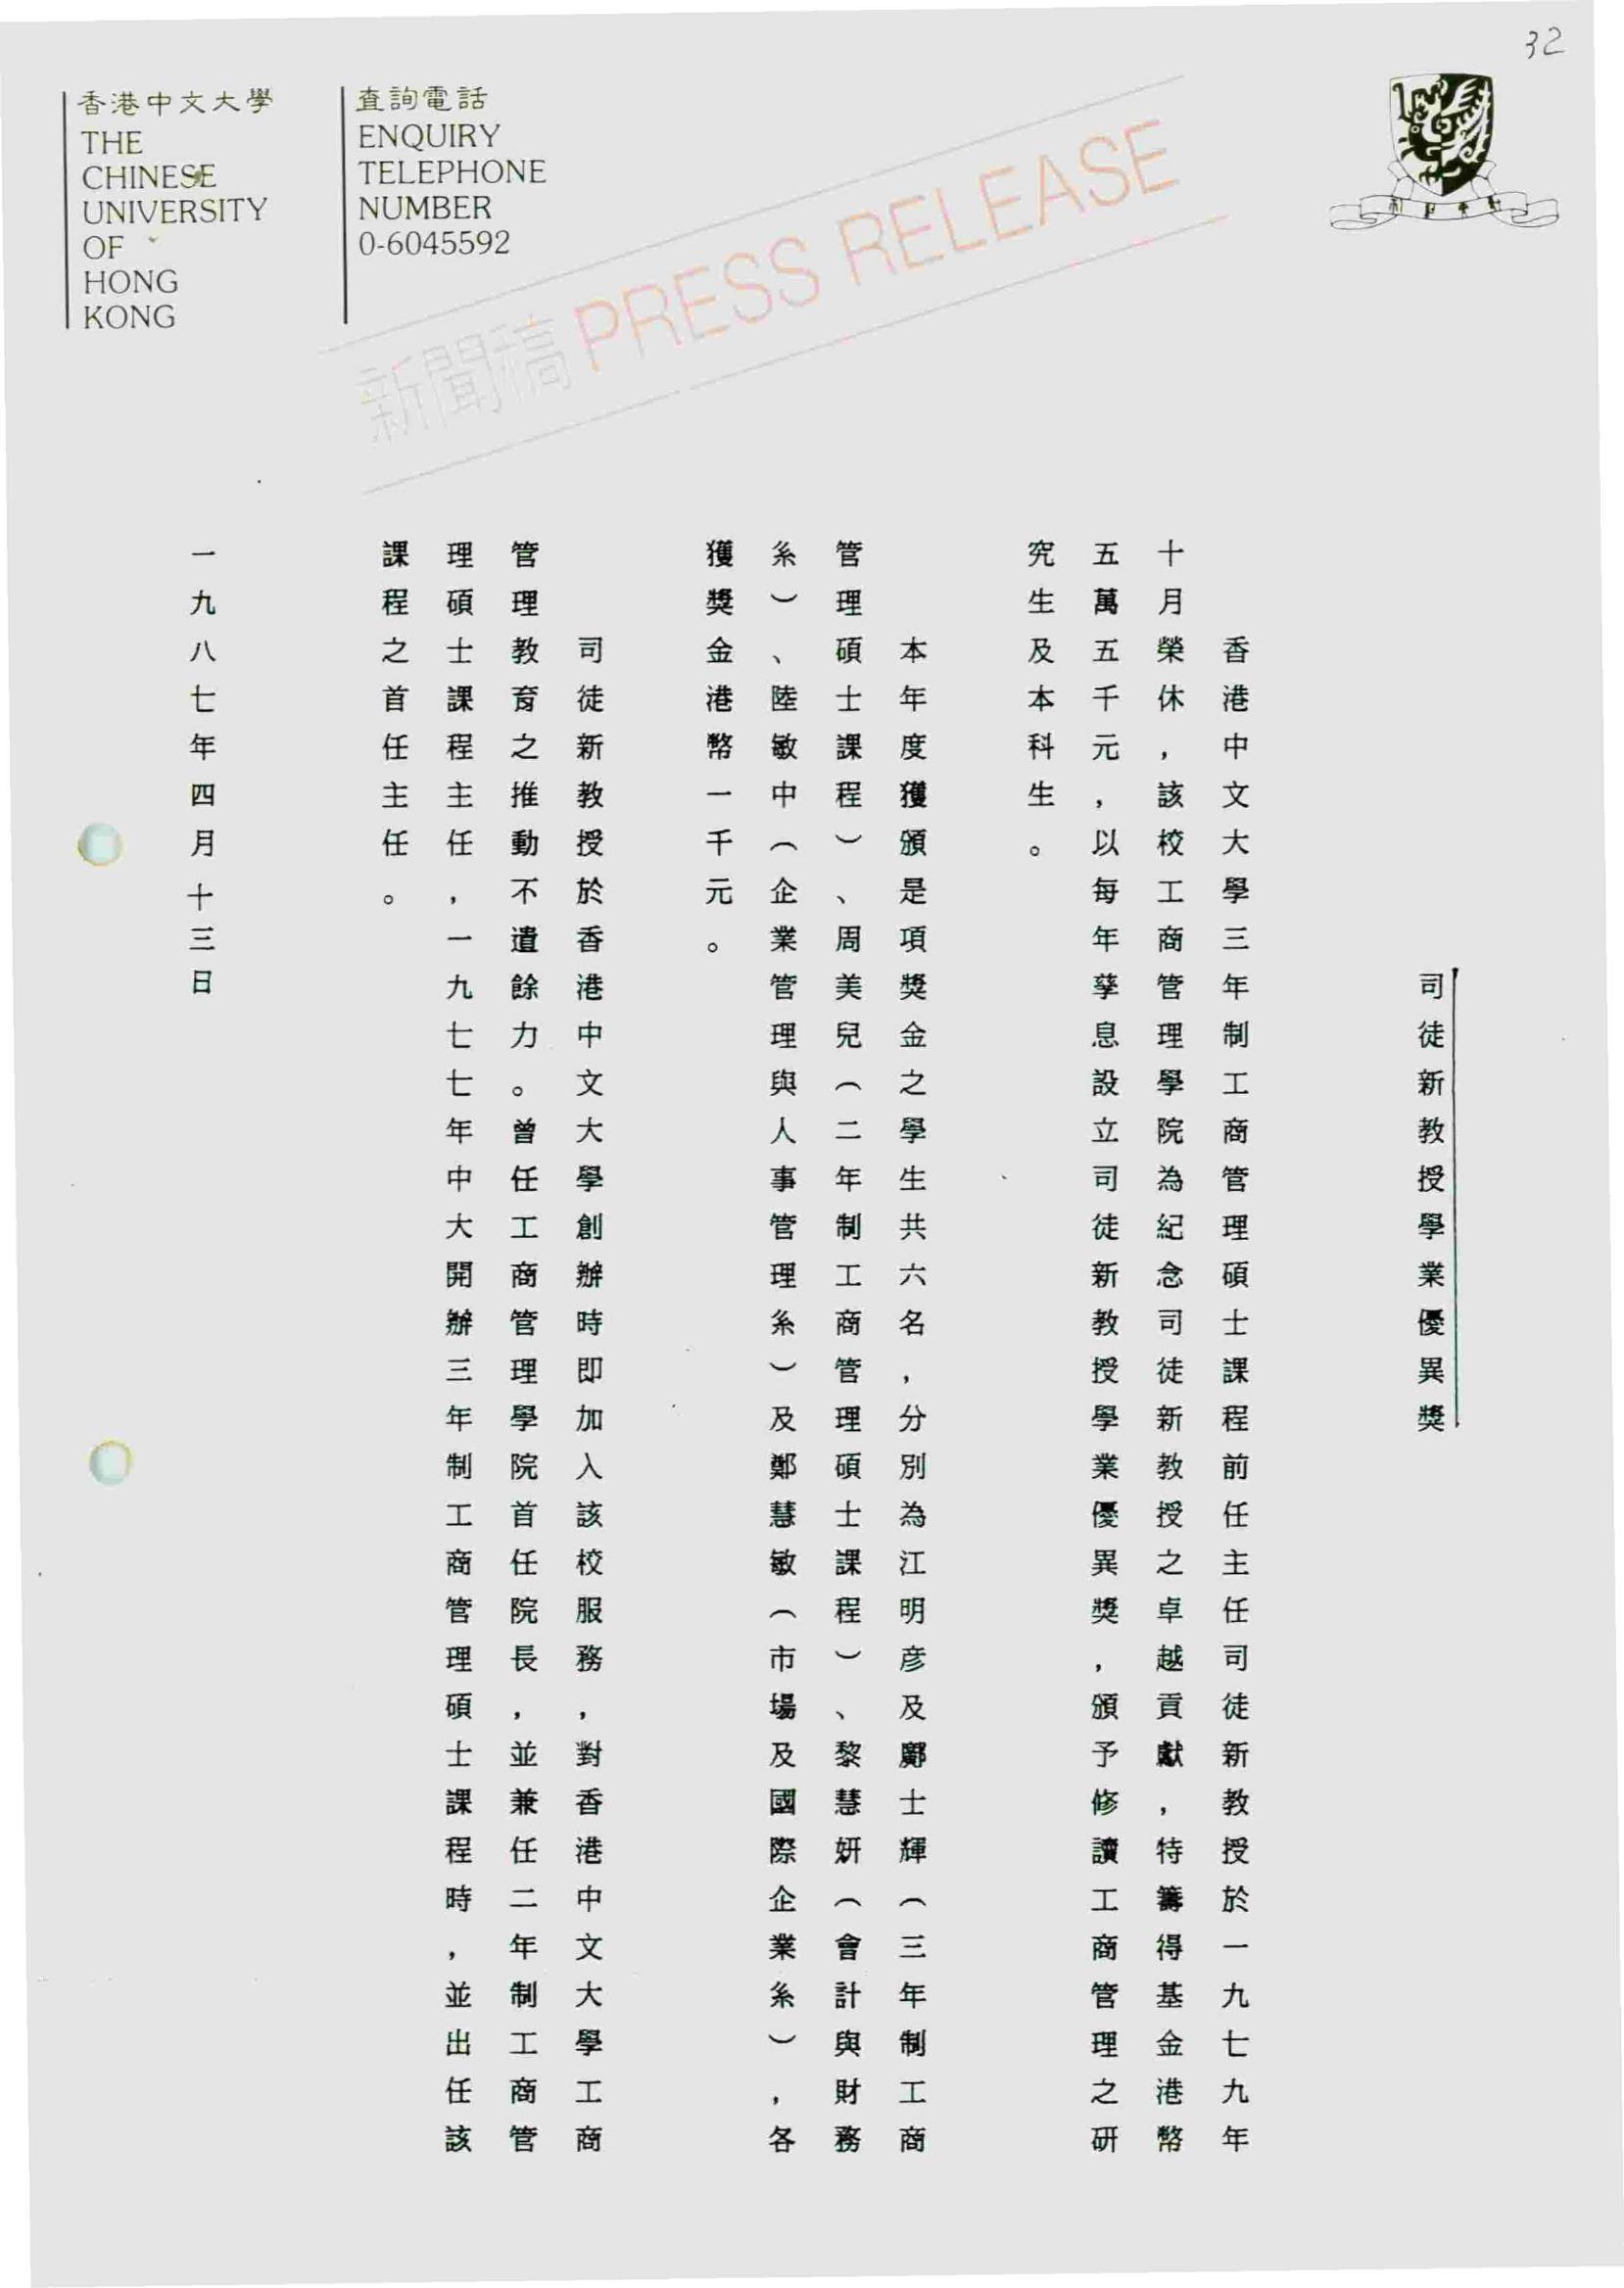 32
香港中文大學
THE
CHINESE
UNIVERSITY
OF
HONG
KONG
查詢電話
ENQUIRY
TELEPHONE
NUMBER
0-6045592
新聞稿 PRESS RELEASE
司徒新教授學業優異獎
香港中文大學三年制工商管理碩士課程前任主任司徒新教授於一九七九年
十月榮休，該校工商管理學院為紀念司徒新教授之卓越貢獻，特籌得基金港幣
五萬五千元，以每年孳息設立司徒新教授學業優異獎，頒予修讀工商管理之研
究生及本科生。
本年度獲頒是項獎金之學生共六名，分別為江明彦及鄺士輝（三年制工商
管理碩士課程）、周美兒（二年制工商管理碩士課程）、黎慧妍（會計與財務
系）、陸敏中（企業管理與人事管理系）及鄭慧敏（市場及國際企業系），各
獲獎金港幣一千元。
司徒新教授於香港中文大學創辦時即加入該校服務，對香港中文大學工商
管理教育之推動不遺餘力。曾任工商管理學院首任院長，並兼任二年制工商管
理碩士課程主任，一九七七年中大開辦三年制工商管理碩士課程時，並出任該
課程之首任主任。
一九八七年四月十三日